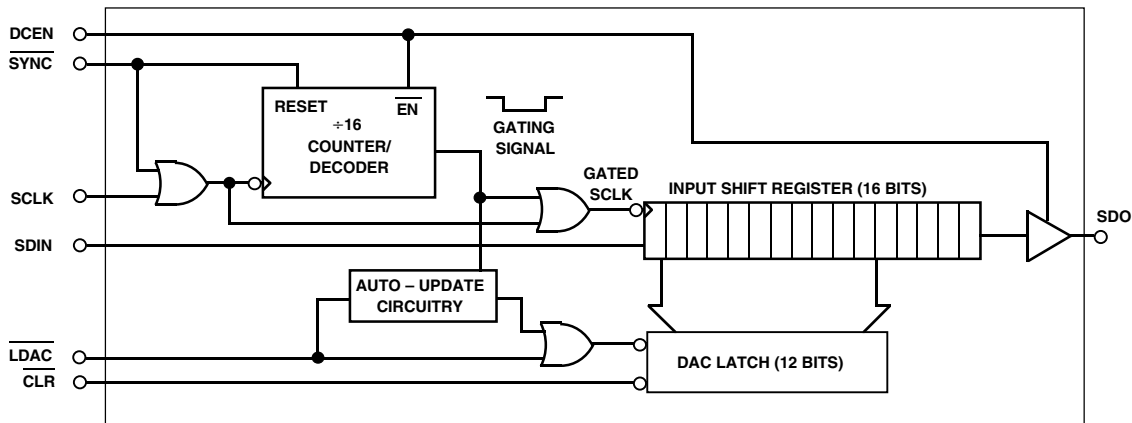 DCEN
SYNC
RESET
EN
÷16
COUNTER/
DECODER
GATING
SIGNAL
GATED
SCLK
INPUT SHIFT REGISTER (16 BITS)
SCLK
SDO
SDIN
AUTO – UPDATE
CIRCUITRY
LDAC
DAC LATCH (12 BITS)
CLR